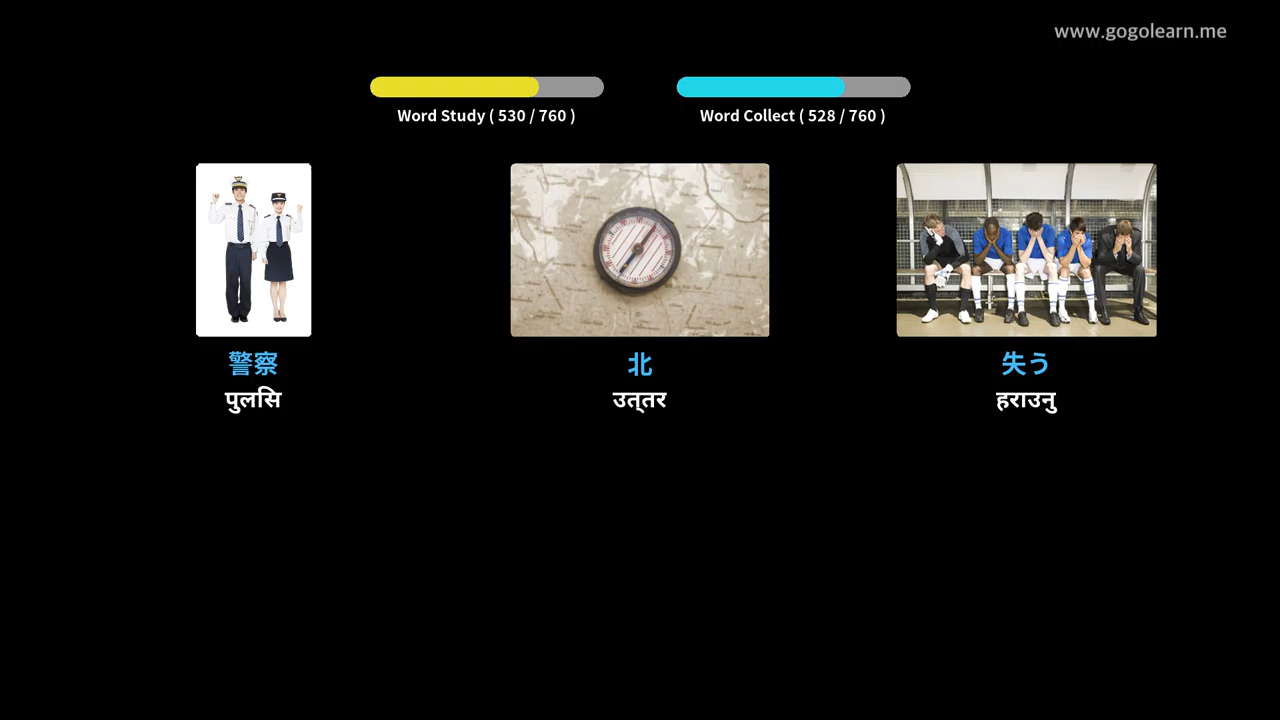 www.gogolearn.me
Word Study ( 530 / 760 )
Word Collect ( 528 / 760 )
警察
पुलसि
北
उत्तर
失う
हराउनु